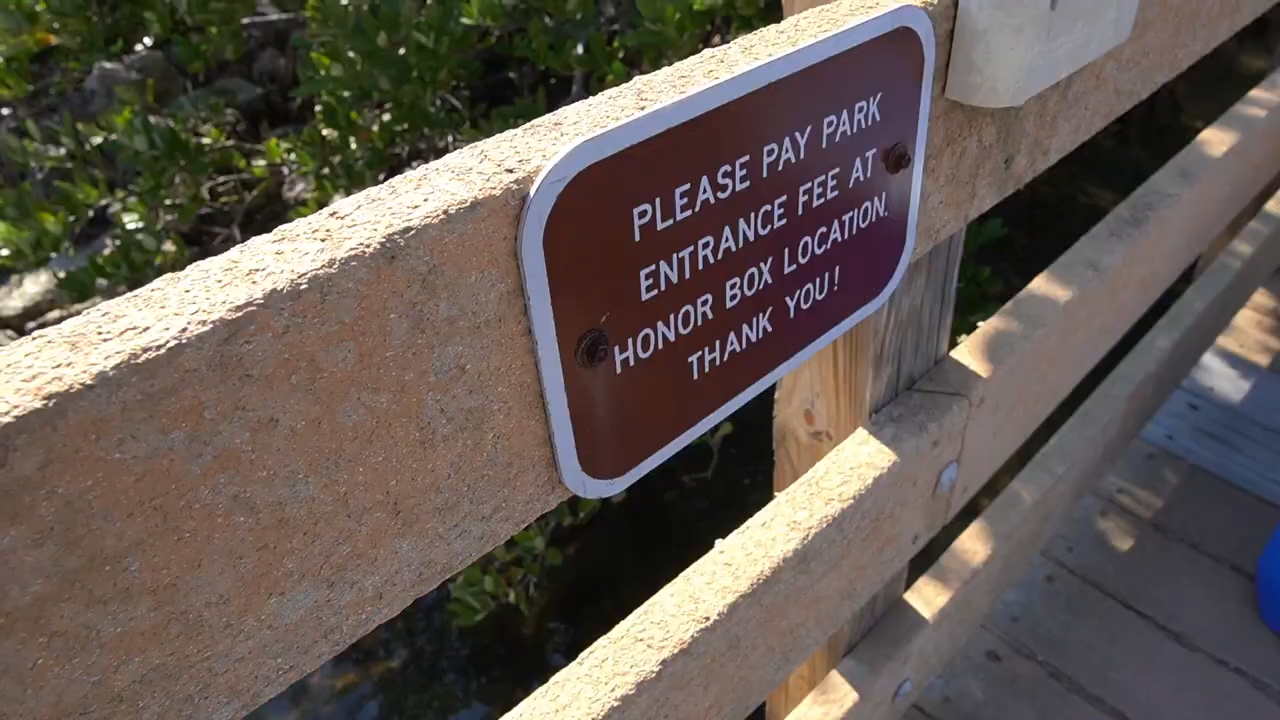 PLEASE PAY PARK
ENTRANCE FEE AT
HONOR BOX LOCATION.
THANK YOU!